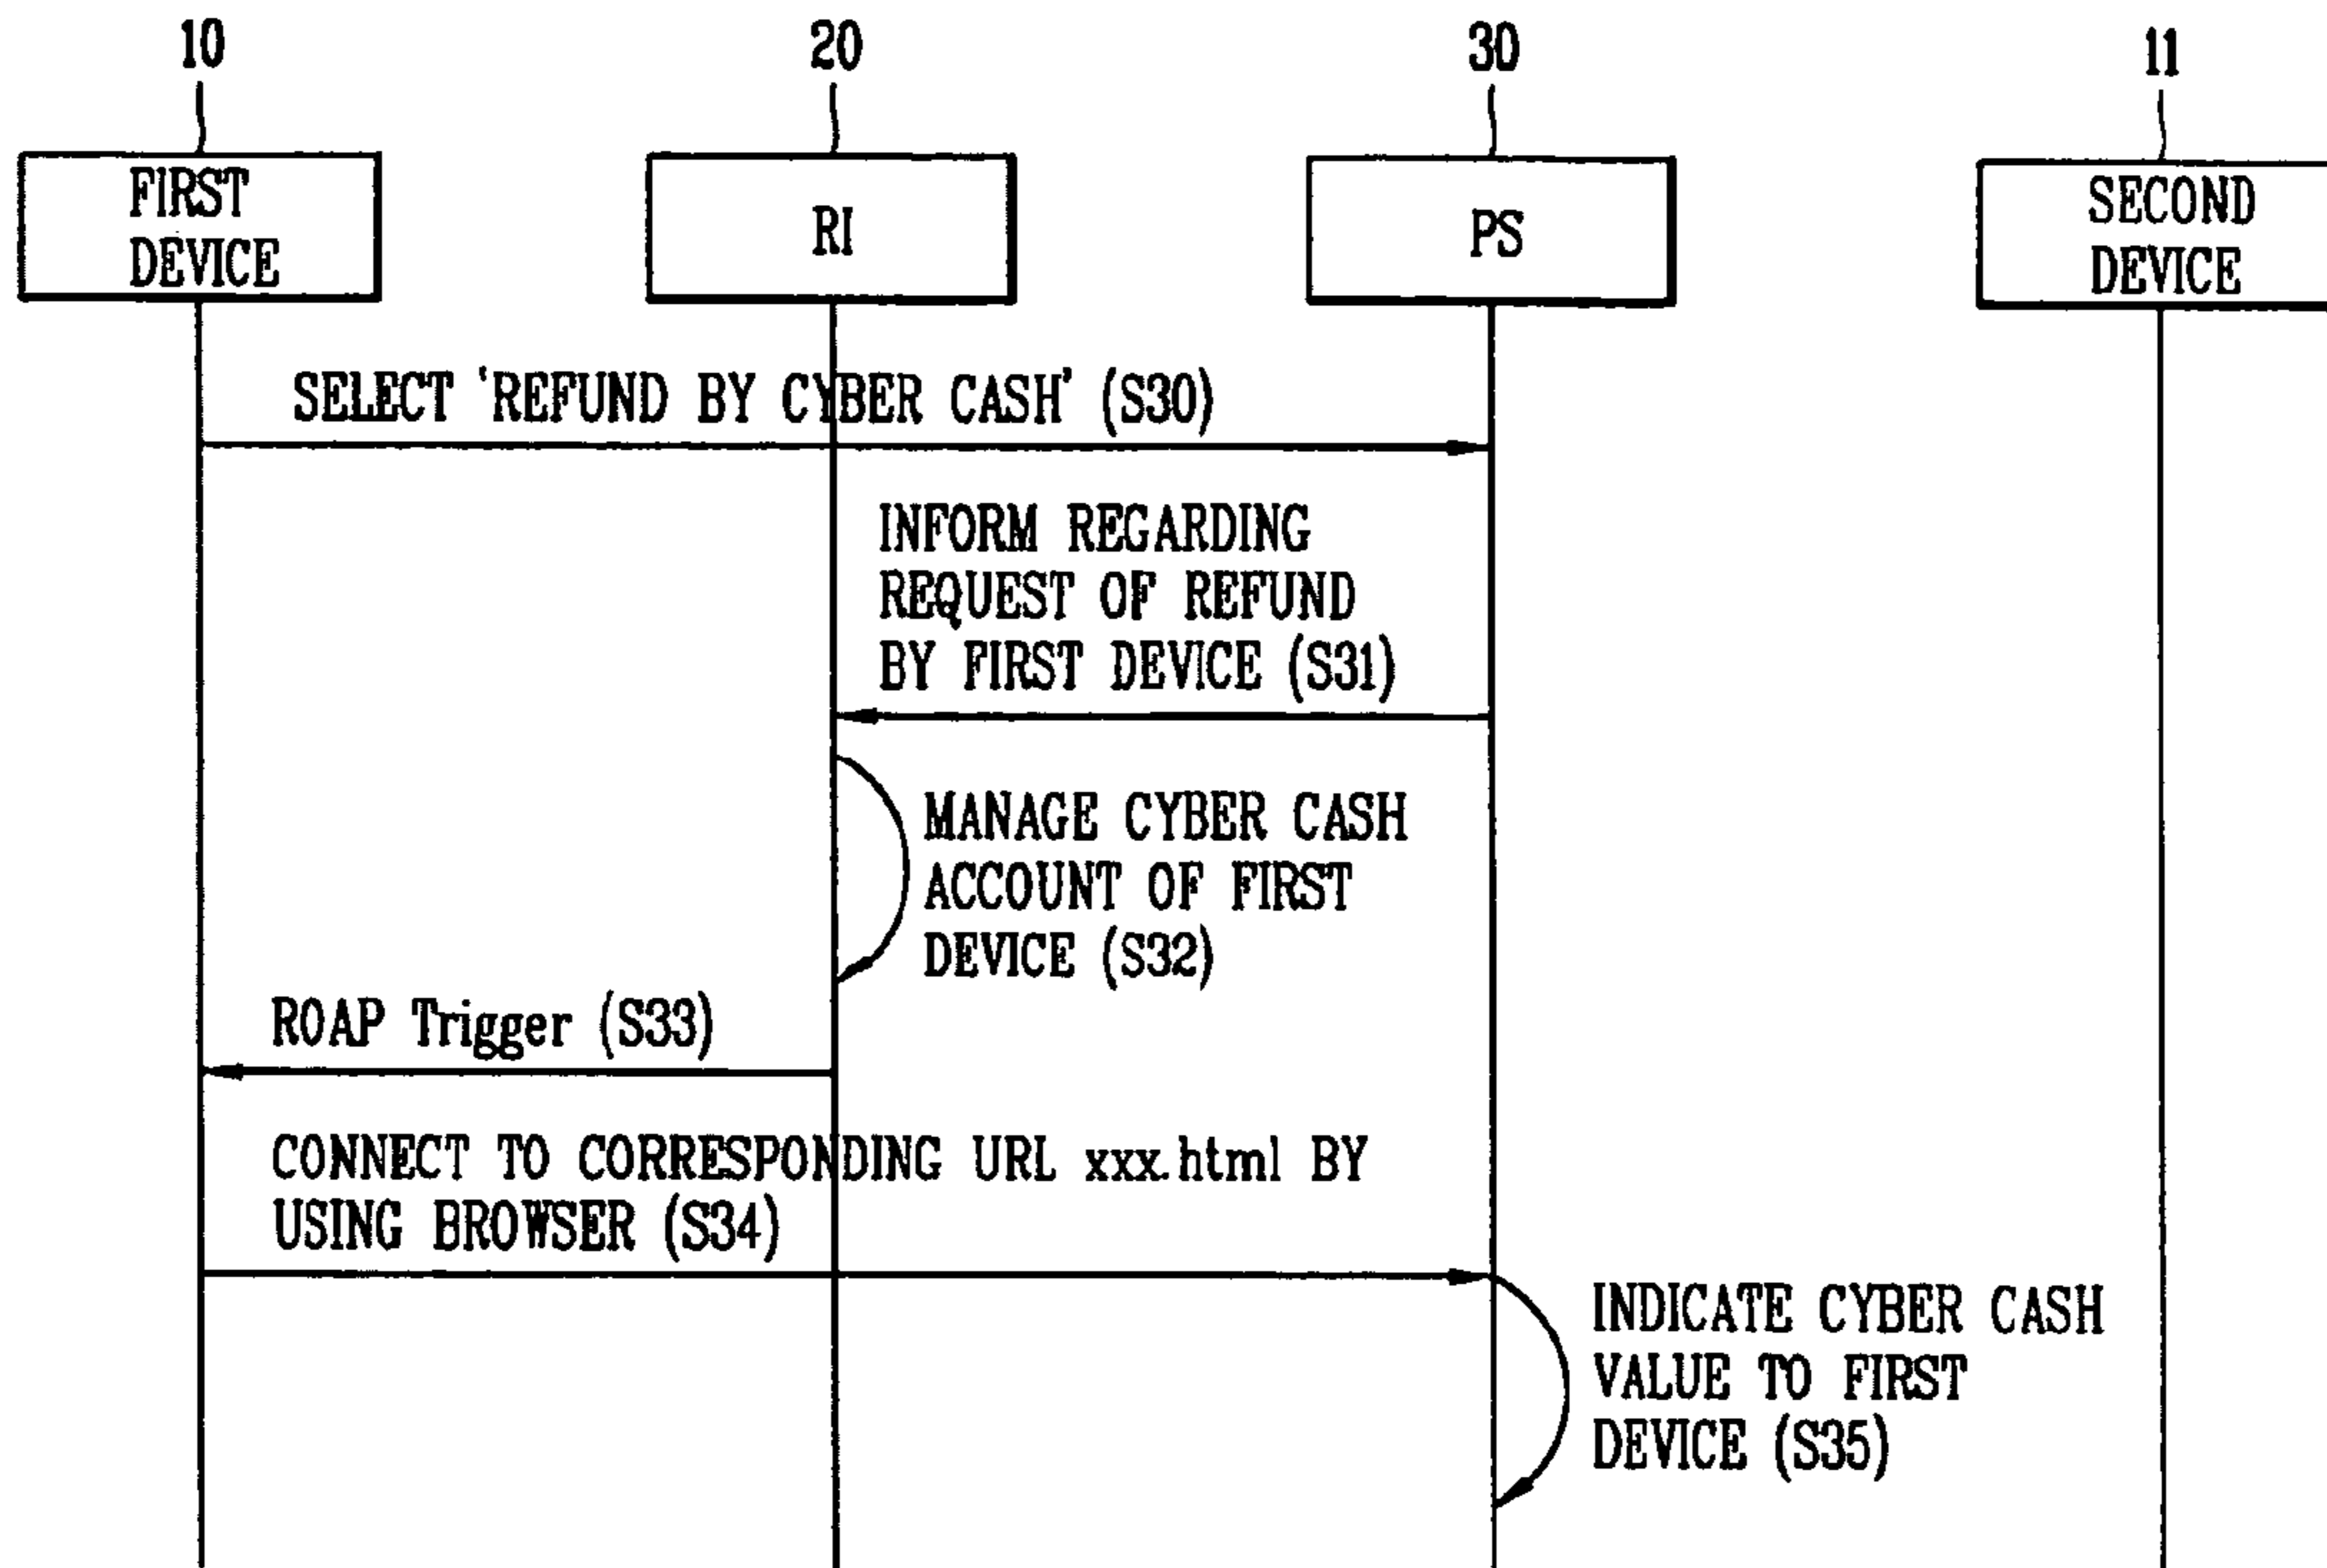 10
20
30
11
FIRST
DEVICE
RI
PS
SECOND
DEVICE
SELECT 'REFUND BY CYBER CASH' (S30)
INFORM REGARDING
REQUEST OF REFUND
BY FIRST DEVICE (S31)
MANAGE CYBER CASH
ACCOUNT OF FIRST
DEVICE (S32)
ROAP Trigger (S33)
CONNECT TO CORRESPONDING URL xxx.html BY
USING BROWSER (S34)
INDICATE CYBER CASH
VALUE TO FIRST
DEVICE (S35)